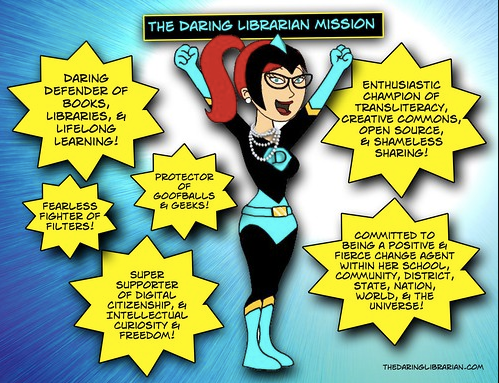 THE DARING LIBRARIAN MISSION
DARING
DEFENDER OF
BOOKS,
LIBRARIES, &
LIFELONG
LEARNING!
ENTHUSIASTIC
CHAMPION OF
TRANSLITERACY,
CREATIVE COMMONS,
OPEN SOURCE,
& SHAMELESS
SHARING!
PROTECTOR
OF
GOOFBALLS
& GEEKS!
FEARLESS
FIGHTER OF
FILTERS!
D
SUPER
SUPPORTER
OF DIGITAL
CITIZENSHIP, &
INTELLECTUAL
CURIOSITY &
FREEDOM!
COMMITTED TO
BEING A POSITIVE &
FIERCE CHANGE AGENT
WITHIN HER SCHOOL,
COMMUNITY, DISTRICT,
STATE, NATION,
WORLD, & THE
UNIVERSE!
THEDARINGLIBRARIAN.COM